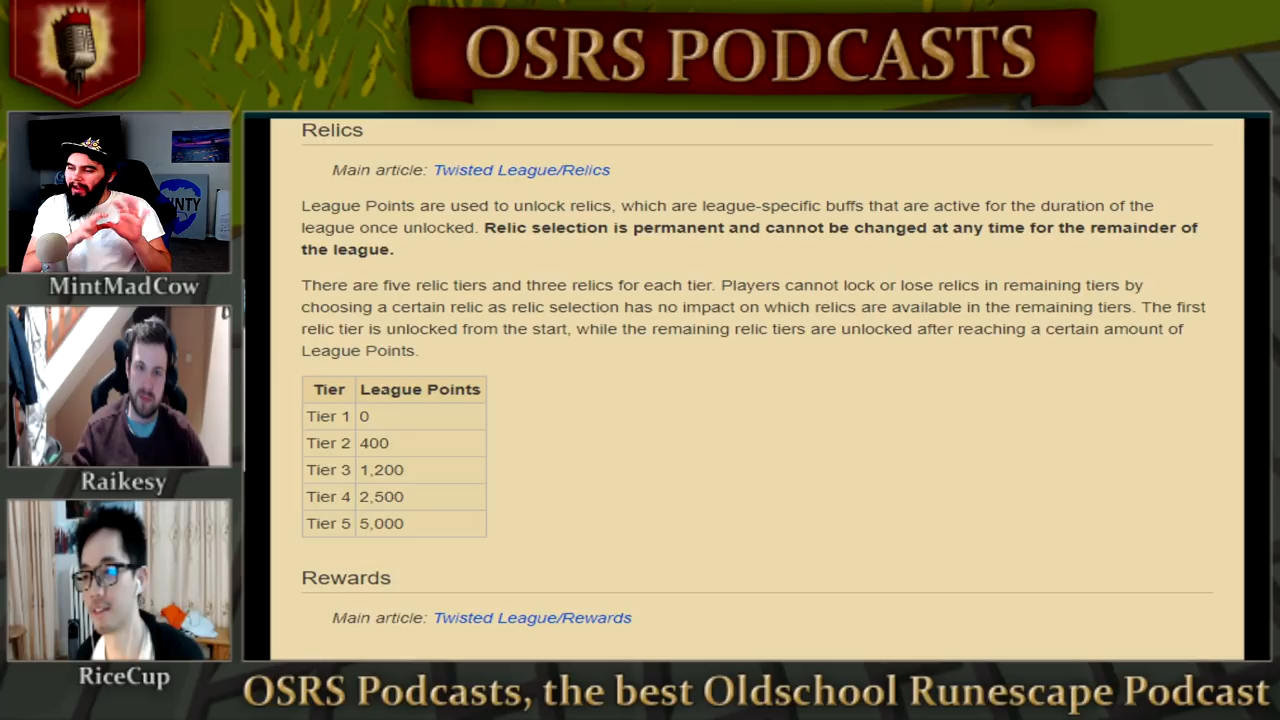 OSRS PODCASTS
Relics
Main article: Twisted League/Relics
League Points are used to unlock relics, which are league-specific buffs that are active for the duration of the
league once unlocked. Relic selection is permanent and cannot be changed at any time for the remainder of
the league.
There are five relic tiers and three relics for each tier. Players cannot lock or lose relics in remaining tiers by
choosing a certain relic as relic selection has no impact on which relics are available in the remaining tiers. The first
relic tier is unlocked from the start, while the remaining relic tiers are unlocked after reaching a certain amount of
League Points.
Tier League Points
Tier 1 0
Tier 2 400
Tier 3 1,200
Tier 4 2,500
Tier 5 5,000
Rewards
Main article: Twisted League/Rewards
MintMadCow
Raikesy
RiceCup
OSRS Podcasts, the best Oldschool Runescape Podcast